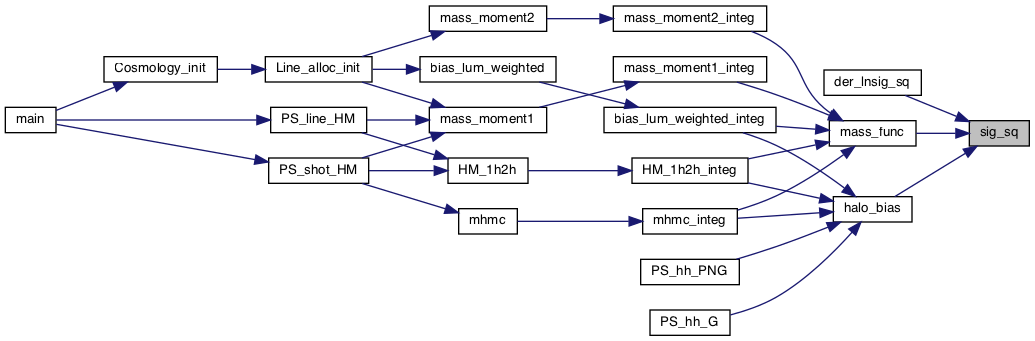 mass_moment2
mass_moment2_integ
Cosmology_init
Line_alloc_init
bias_lum_weighted
mass_moment1_integ
der_lnsig_sq
main
PS_line_HM
mass_moment1
bias_lum_weighted_integ
mass_func
sig_sq
PS_shot_HM
HM_1h2h
HM_1h2h_integ
mhmc
mhmc_integ
halo_bias
PS_hh_PNG
PS_hh_G